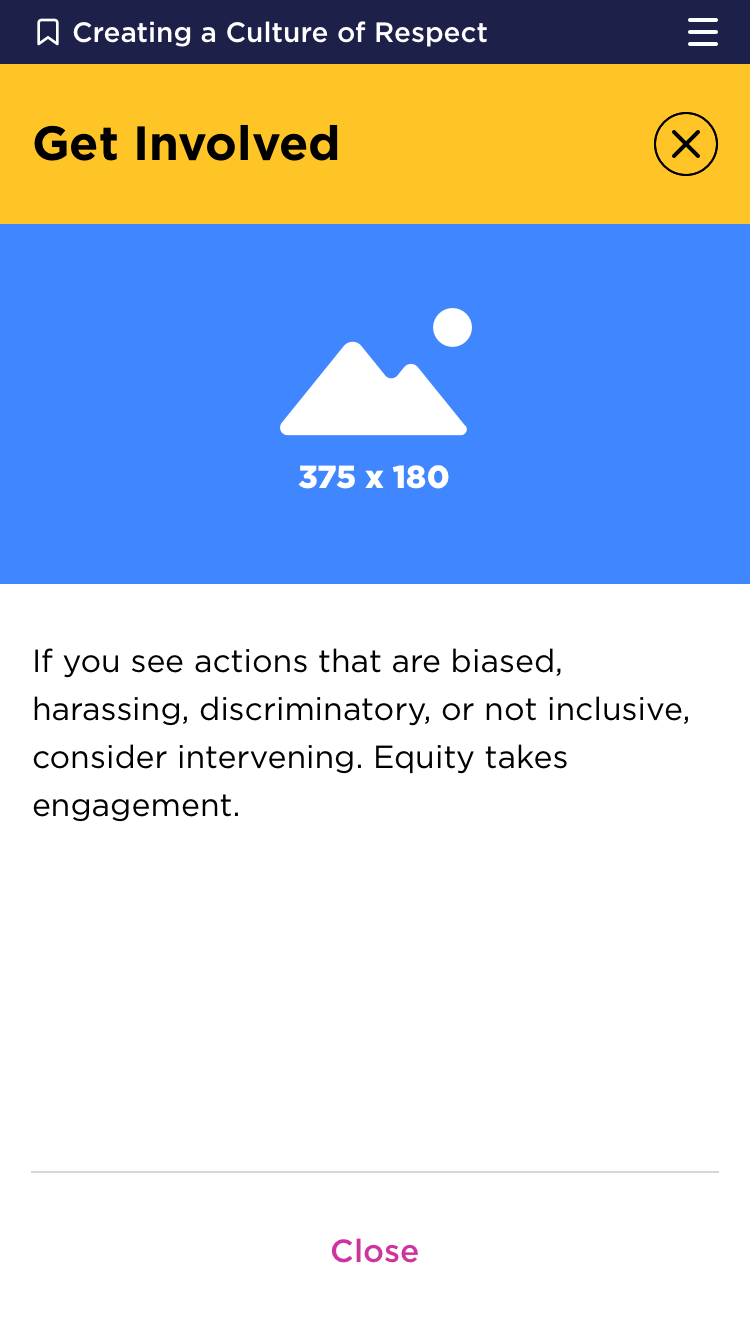 Creating a Culture of Respect
Get Involved
375 x 180
If you see actions that are biased,
harassing, discriminatory, or not inclusive,
consider intervening. Equity takes
engagement.
Close